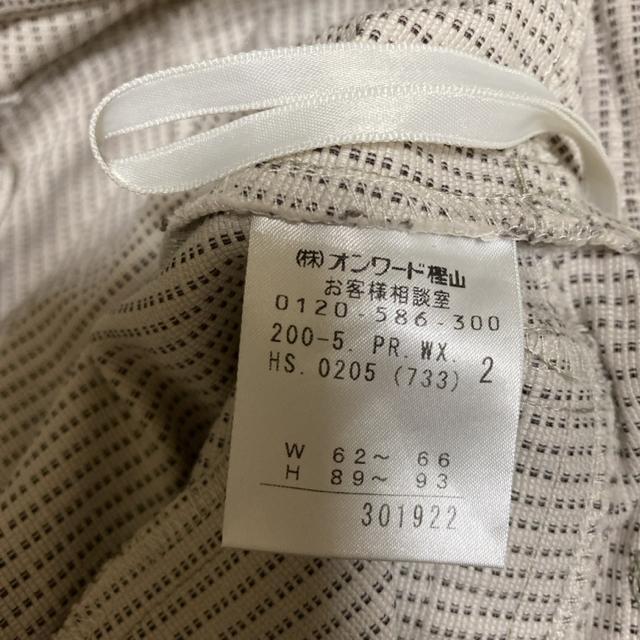 (株)オンワード樫山
お客様相談室
0120-586-300
200-5. PR. WX. 2
HS. 0205 (733)
W 62～ 66
H 89～ 93
301922